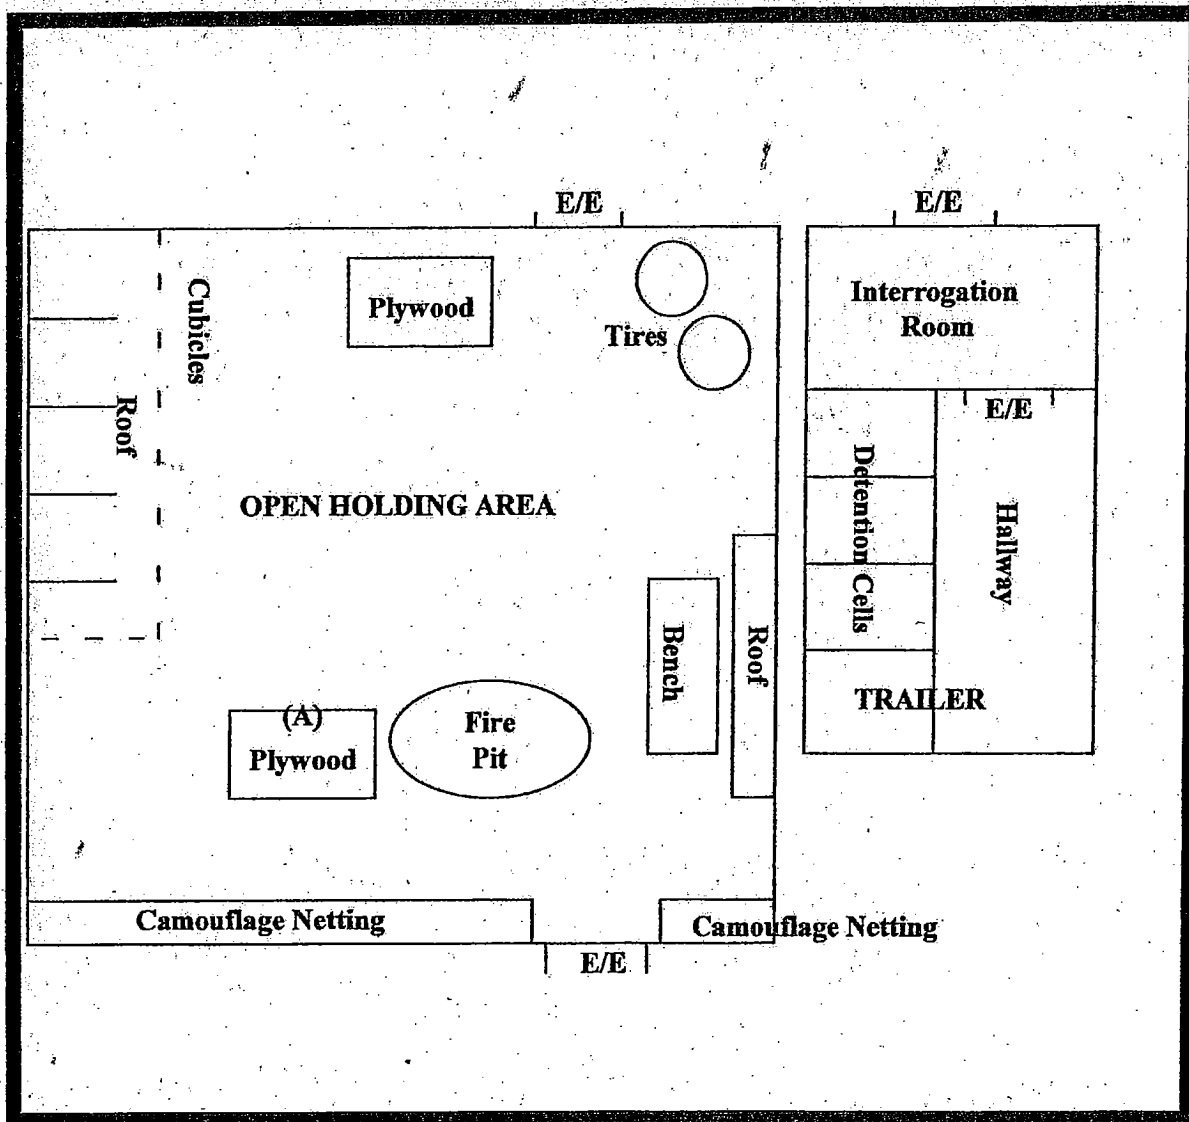 E/E
E/E
Plywood
Cubicles
Tires
Interrogation
Room
E/E
Roof
OPEN HOLDING AREA
Detention Cells
Hallway
Bench
Roof
TRAILER
(A)
Plywood
Fire
Pit
Camouflage Netting
Camouflage Netting
E/E